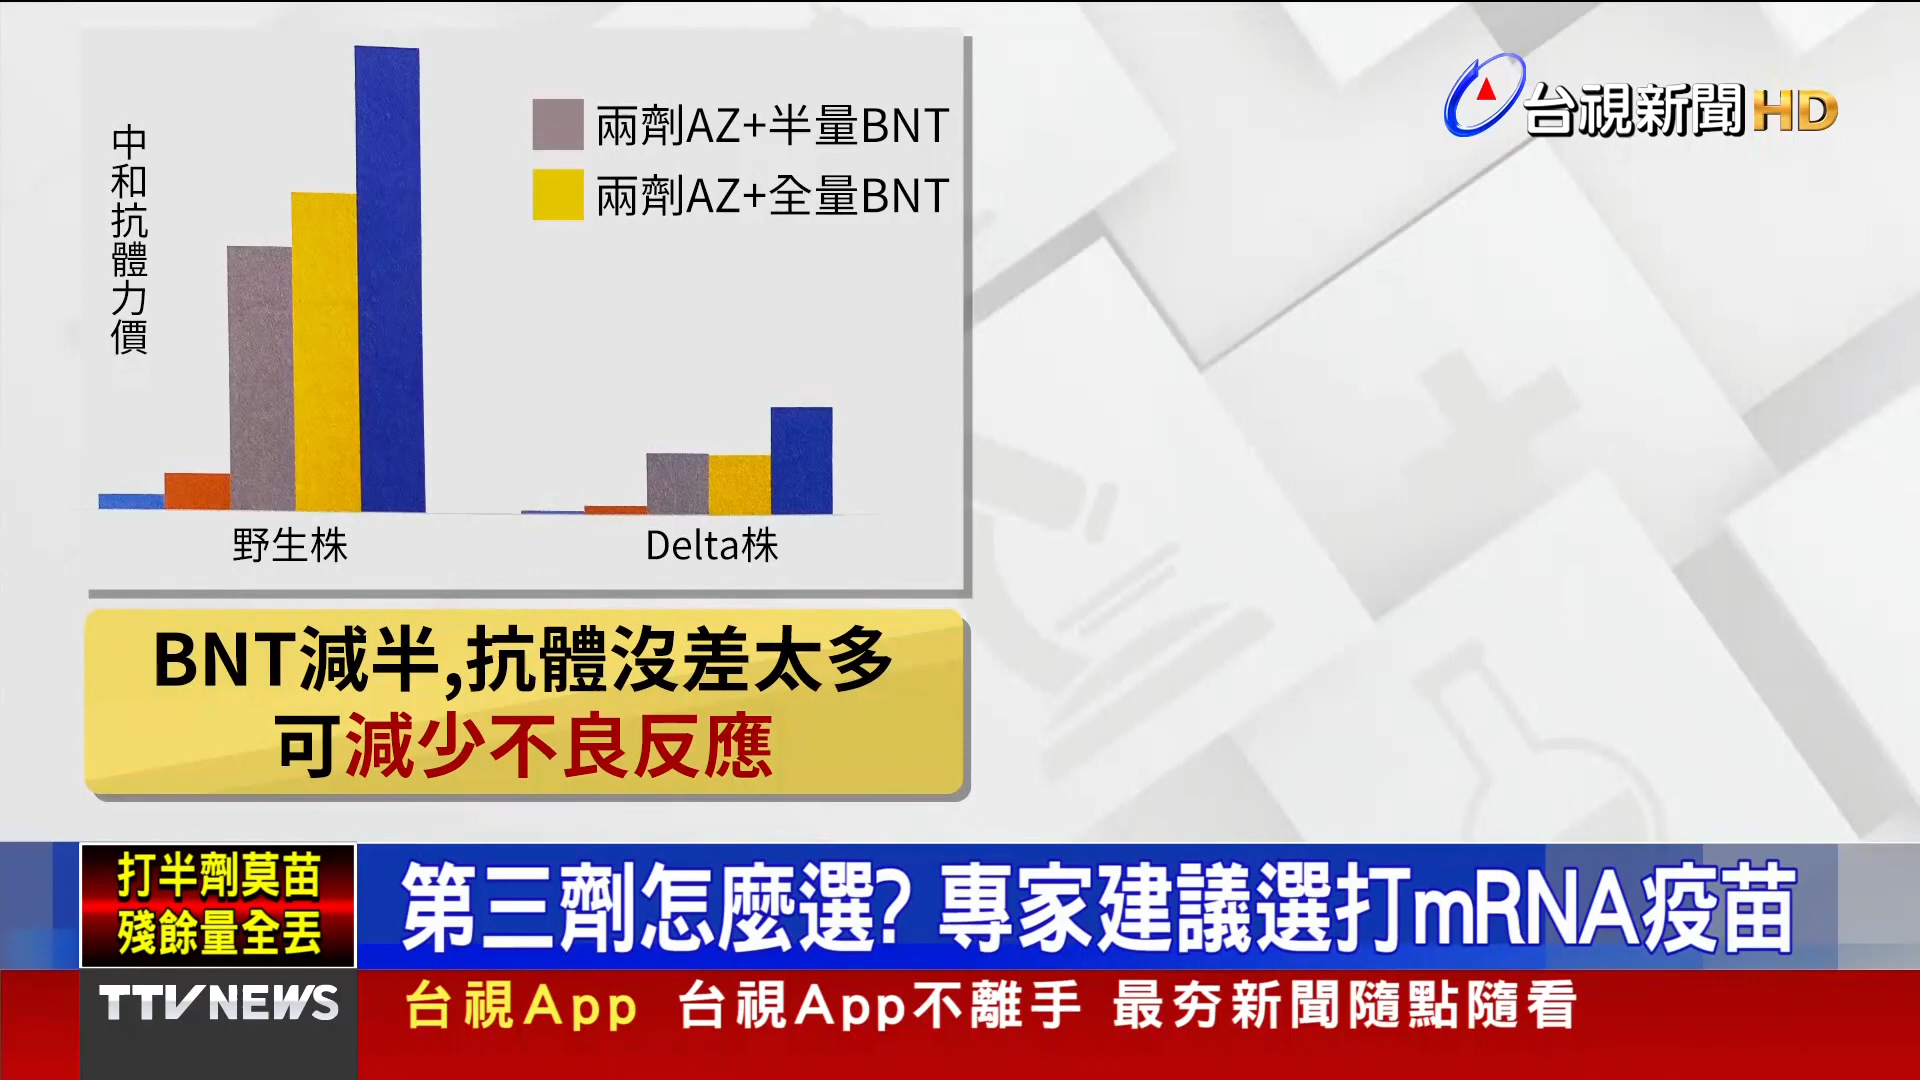 台視新聞HD
中和抗體力價
兩劑AZ+半量BNT
兩劑AZ+全量BNT
野生株
Delta株
BNT減半,抗體沒差太多
可減少不良反應
打半劑莫苗
殘餘量全丟
第三劑怎麼選? 專家建議選打mRNA疫苗
TTV NEWS
台視App 台視App不離手 最夯新聞隨點隨看